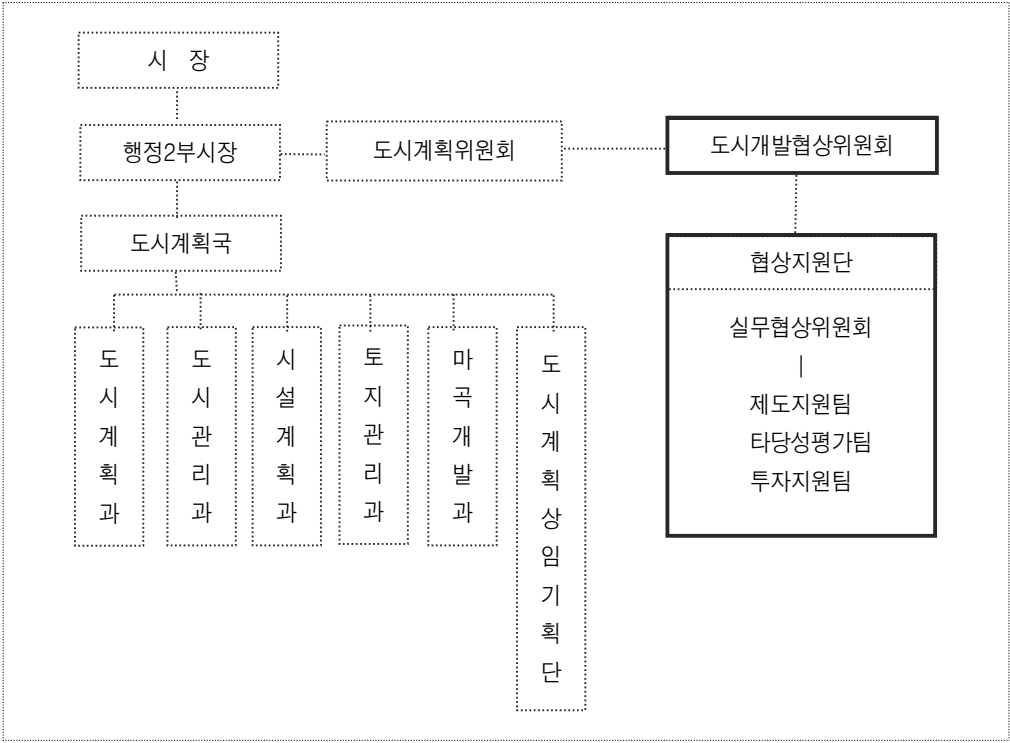 시 장
행정2부시장
도시계획위원회
도시개발협상위원회
도시계획국
협상지원단
실무협상위원회
제도지원팀
타당성평가팀
투자지원팀
도시계획과
도시관리과
시설계획과
토지관리과
마곡개발과
도시계획상임기획단